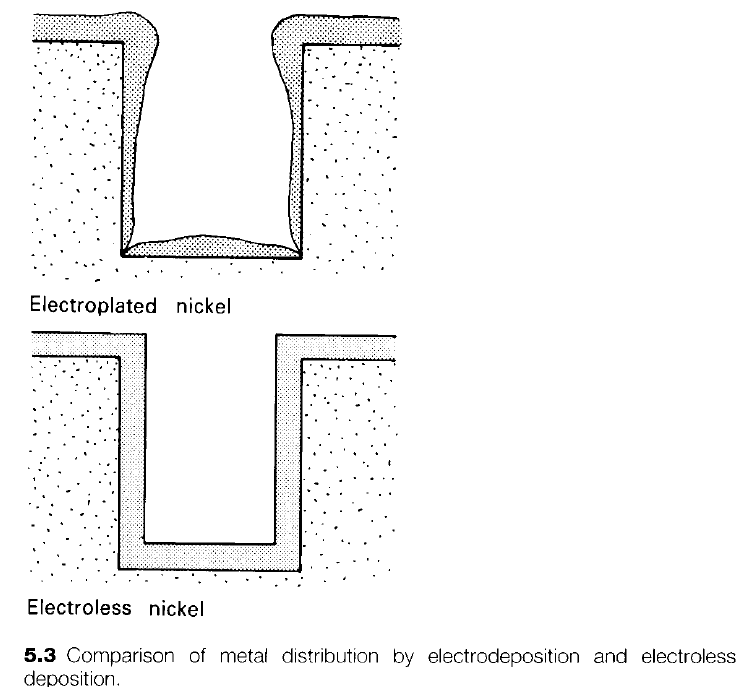 Electroplated nickel
Electroless nickel
5.3 Comparison of metal distribution by electrodeposition and electroless
deposition.